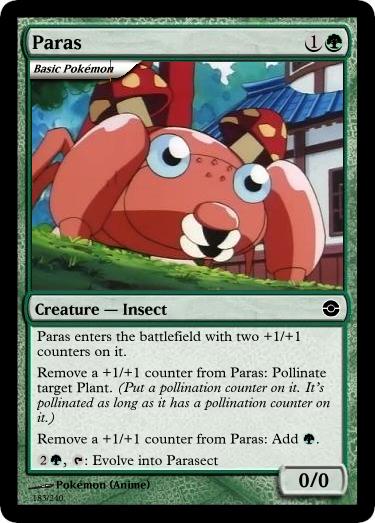 Paras 1
Basic Pokémon
Creature — Insect
Paras enters the battlefield with two +1/+1
counters on it.
Remove a +1/+1 counter from Paras: Pollinate
target Plant. (Put a pollination counter on it. It's
pollinated as long as it has a pollination counter on
it.)
Remove a +1/+1 counter from Paras: Add .
2 , : Evolve into Parasect
0/0
Pokémon (Anime)
183/240